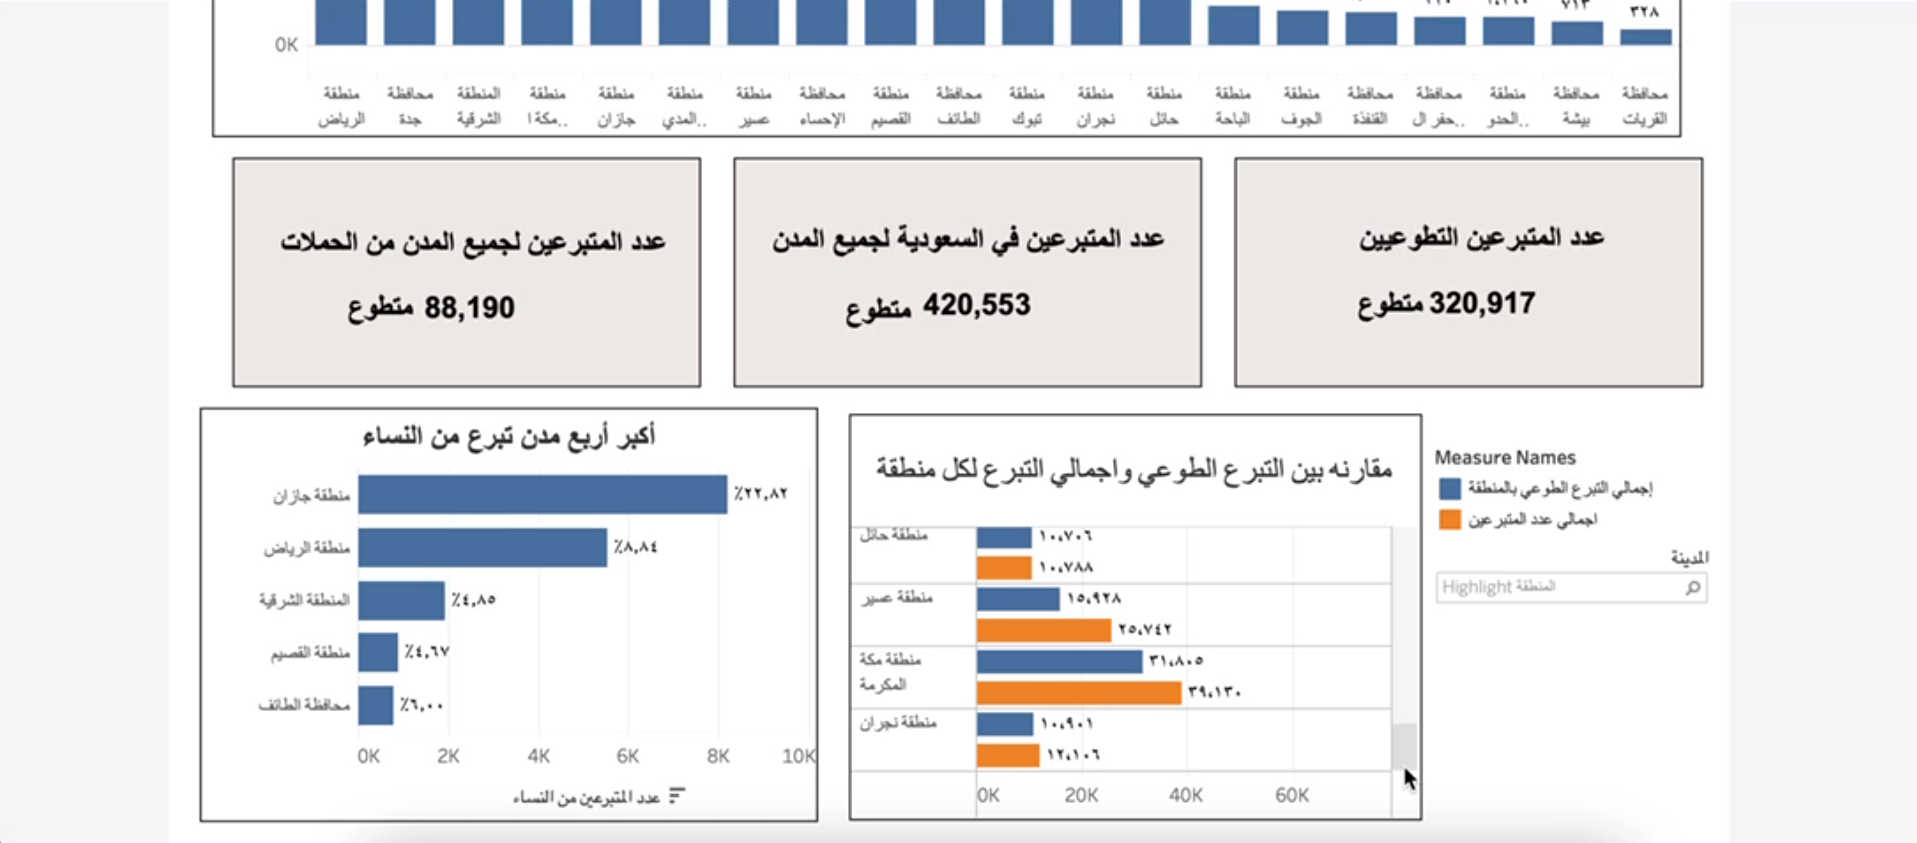 ٣٢٨
٧١٣
0K
منطقة الرياض
محافظة جدة
المنطقة الشرقية
منطقة مكة ا..
منطقة جازان
منطقة المدي..
منطقة عسير
محافظة الإحساء
منطقة القصيم
محافظة الطائف
منطقة تبوك
منطقة نجران
منطقة حائل
منطقة الباحة
منطقة الجوف
محافظة القنفذة
محافظة حفر ال..
منطقة الحدو..
محافظة بيشة
محافظة القريات
عدد المتبرعين التطوعيين
320,917 متطوع
عدد المتبرعين في السعودية لجميع المدن
420,553 متطوع
عدد المتبرعين لجميع المدن من الحملات
88,190 متطوع
أكبر أربع مدن تبرع من النساء
منطقة جازان ٪٢٢,٨٢
منطقة الرياض ٪٨,٨٤
المنطقة الشرقية ٪٤,٨٥
منطقة القصيم ٪٤,٦٧
محافظة الطائف ٪٦,٠٠
0K 2K 4K 6K 8K 10K
عدد المتبرعين من النساء
مقارنه بين التبرع الطوعي واجمالي التبرع لكل منطقة
منطقة حائل ١٠،٧٠٦
١٠،٧٨٨
منطقة عسير ١٥،٩٢٨
٢٥،٧٤٢
منطقة مكة المكرمة ٣١،٨٠٥
٣٩،١٣٠
منطقة نجران ١٠،٩٠١
١٢،١٠٦
0K 20K 40K 60K
Measure Names
إجمالي التبرع الطوعي بالمنطقة
اجمالي عدد المتبرعين
المدينة
Highlight المنطقة